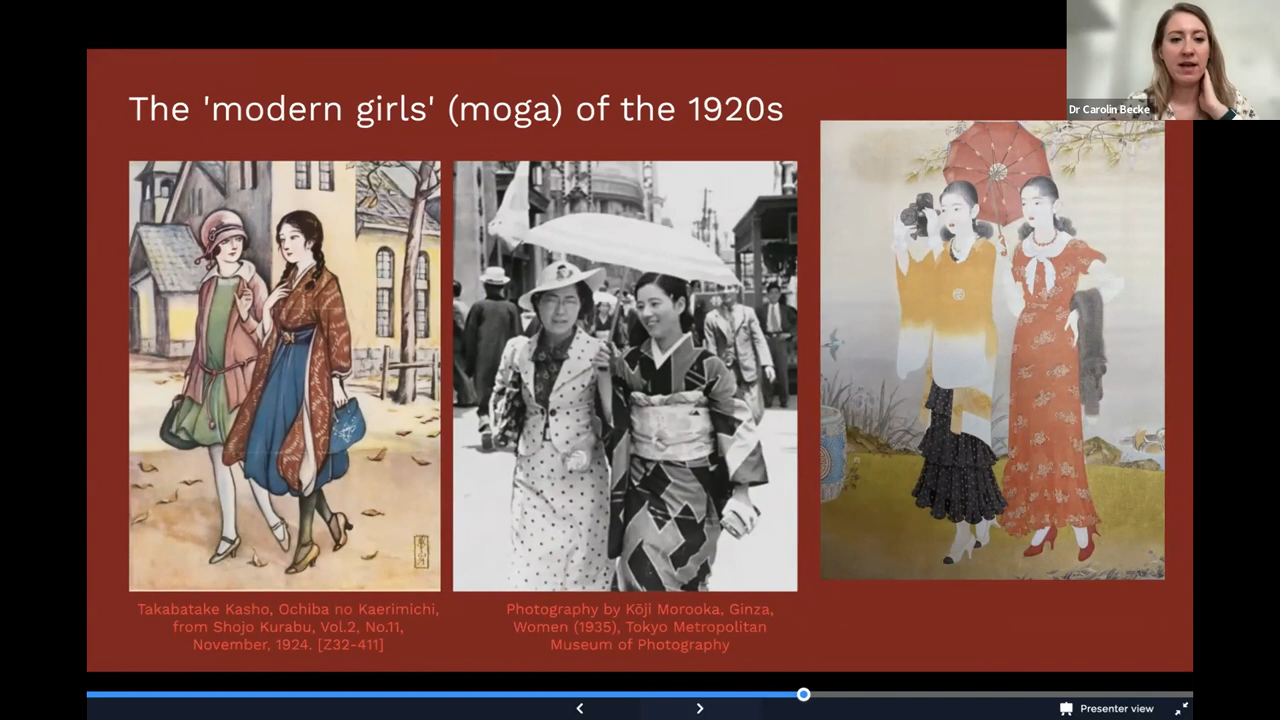 The 'modern girls' (moga) of the 1920s
Dr Carolin Becke
Takabatake Kasho, Ochiba no Kaerimichi,
from Shojo Kurabu, Vol.2, No.11,
November, 1924. [Z32-411]
Photography by Kōji Morooka, Ginza,
Women (1935), Tokyo Metropolitan
Museum of Photography
Presenter view